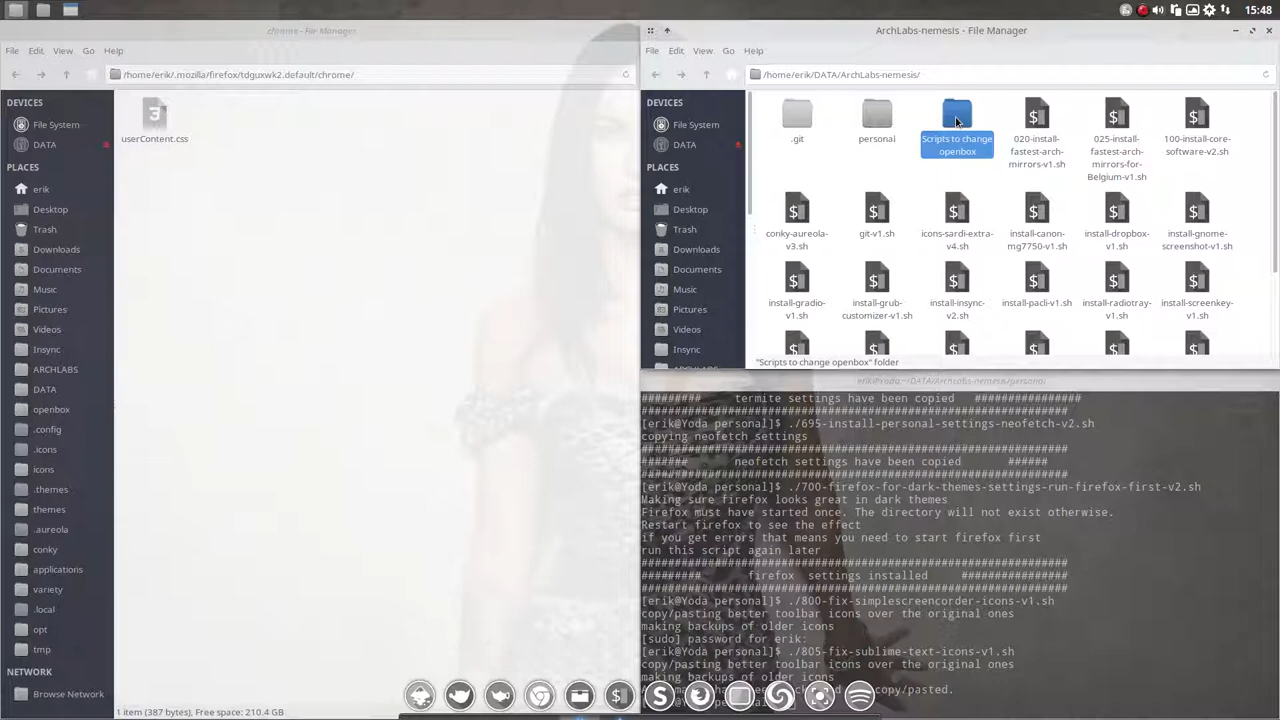 15:48
chrome - File Manager
File Edit View Go Help
/home/erik/.mozilla/firefox/tdguxwk2.default/chrome/
DEVICES
File System
DATA
PLACES
erik
Desktop
Trash
Downloads
Documents
Music
Pictures
Videos
Insync
ARCHLABS
DATA
openbox
.config
.icons
icons
.themes
themes
.aureola
conky
applications
variety
.local
opt
tmp
NETWORK
Browse Network
userContent.css
1 item (387 bytes), Free space: 210.4 GB
ArchLabs-nemesis - File Manager
File Edit View Go Help
/home/erik/DATA/ArchLabs-nemesis/
DEVICES
File System
DATA
PLACES
erik
Desktop
Trash
Downloads
Documents
Music
Pictures
Videos
Insync
ARCHLABS
.git
personal
Scripts to change
openbox
020-install-
fastest-arch-
mirrors-v1.sh
025-install-
fastest-arch-
mirrors-for-
Belgium-v1.sh
100-install-core-
software-v2.sh
conky-aureola-
v3.sh
git-v1.sh
icons-sardi-extra-
v4.sh
install-canon-
mg7750-v1.sh
install-dropbox-
v1.sh
install-gnome-
screenshot-v1.sh
install-gradio-
v1.sh
install-grub-
customizer-v1.sh
install-insync-
v2.sh
install-pacli-v1.sh
install-radiotray-
v1.sh
install-screenkey-
v1.sh
"Scripts to change openbox" folder
erik@Yoda:~/DATA/ArchLabs-nemesis/personal
######### termite settings have been copied ################
################################################################
[erik@Yoda personal]$ ./695-install-personal-settings-neofetch-v2.sh
copying neofetch settings
################################################################
####### neofetch settings have been copied ######
################################################################
[erik@Yoda personal]$ ./700-firefox-for-dark-themes-settings-run-firefox-first-v2.sh
Making sure firefox looks great in dark themes
Firefox must have started once. The directory will not exist otherwise.
Restart firefox to see the effect
if you get errors that means you need to start firefox first
run this script again later
################################################################
######### firefox settings installed ################
################################################################
[erik@Yoda personal]$ ./800-fix-simplescreencorder-icons-v1.sh
copy/pasting better toolbar icons over the original ones
making backups of older icons
[sudo] password for erik:
[erik@Yoda personal]$ ./805-fix-sublime-text-icons-v1.sh
copy/pasting better toolbar icons over the original ones
making backups of older icons
copy/pasted.